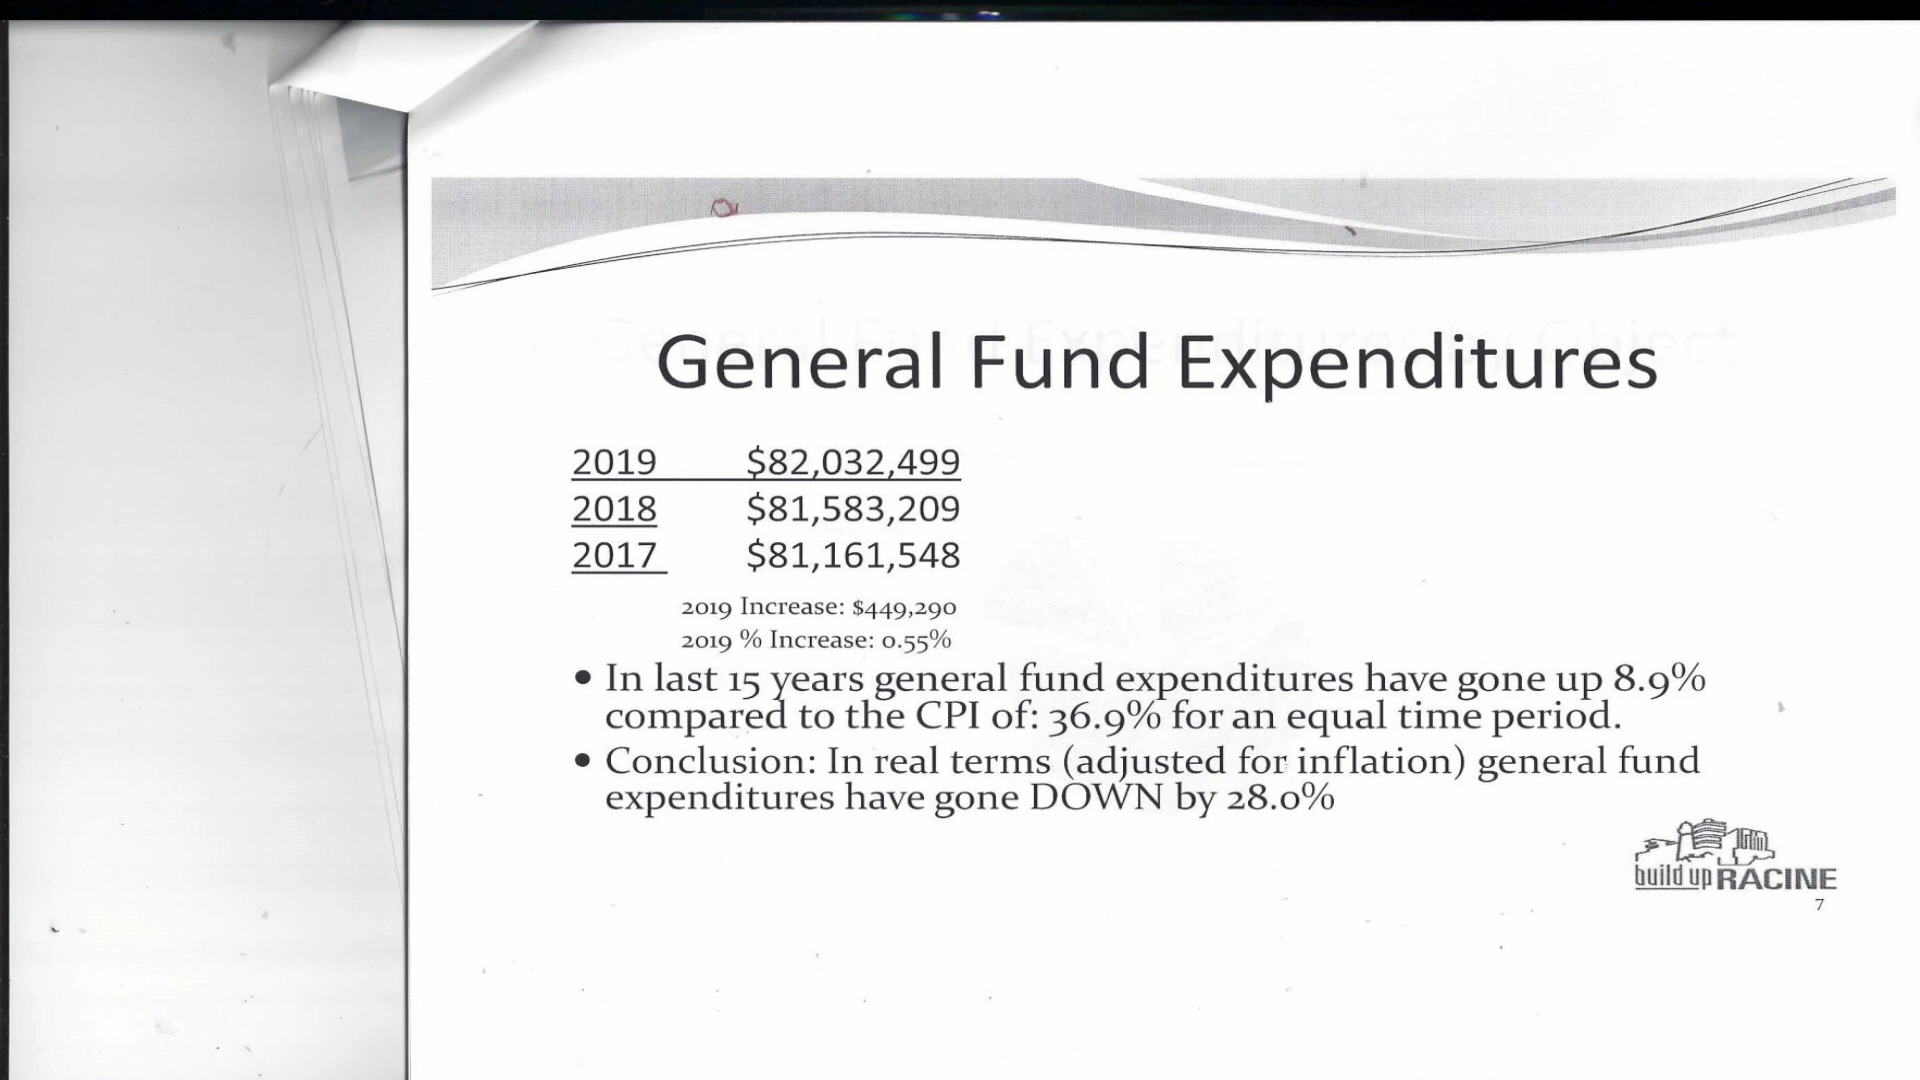 General Fund Expenditures
2019 $82,032,499
2018 $81,583,209
2017 $81,161,548
2019 Increase: $449,290
2019 % Increase: 0.55%
• In last 15 years general fund expenditures have gone up 8.9%
compared to the CPI of: 36.9% for an equal time period.
• Conclusion: In real terms (adjusted for inflation) general fund
expenditures have gone DOWN by 28.0%
build up RACINE
7